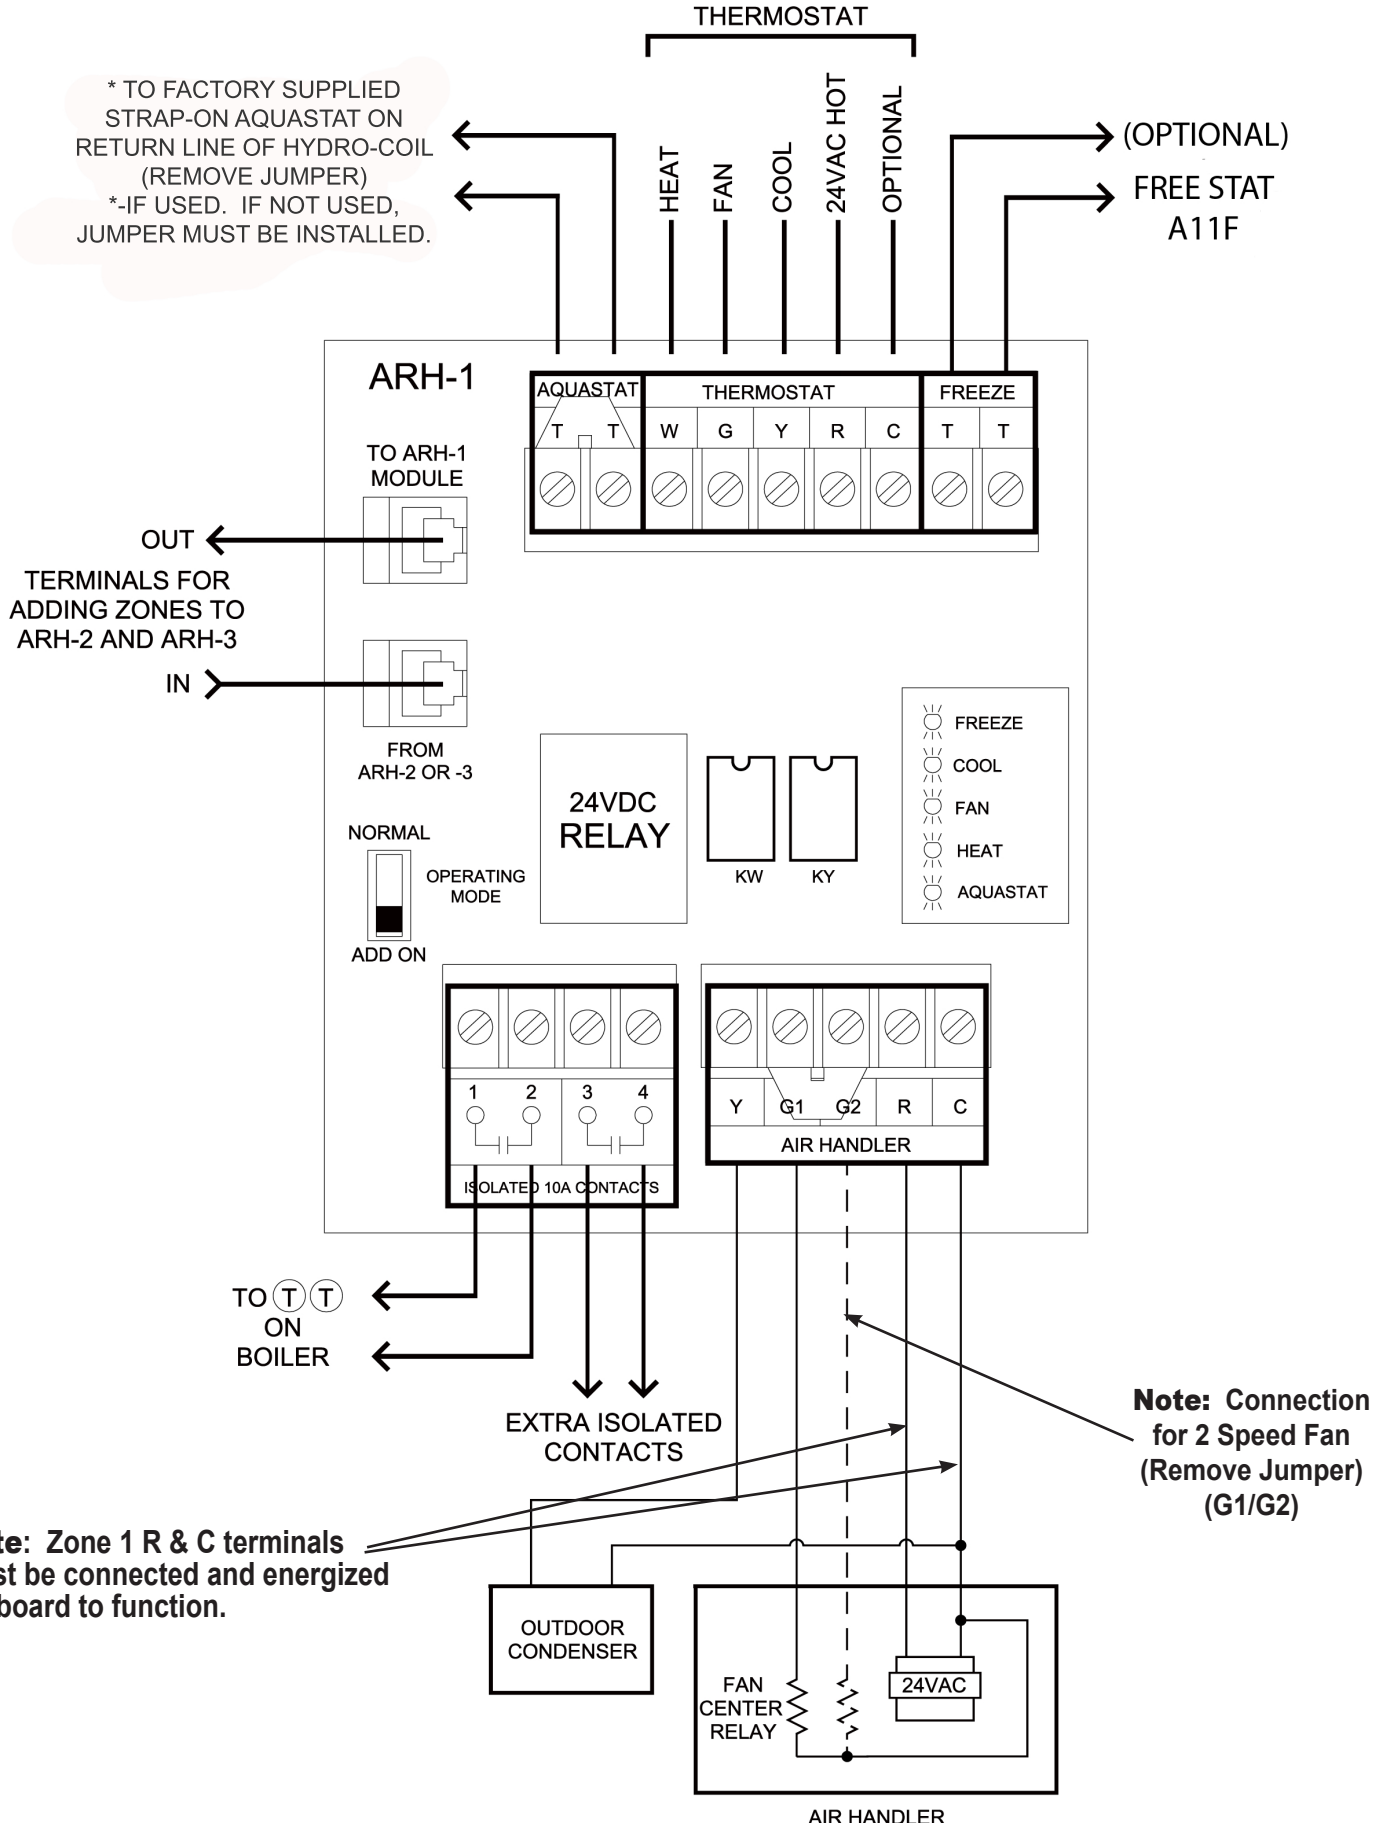 THERMOSTAT
* TO FACTORY SUPPLIED
STRAP-ON AQUASTAT ON
RETURN LINE OF HYDRO-COIL
(REMOVE JUMPER)
*-IF USED. IF NOT USED,
JUMPER MUST BE INSTALLED.
HEAT
FAN
COOL
24VAC HOT
OPTIONAL
(OPTIONAL)
FREE STAT
A11F
ARH-1
AQUASTAT
THERMOSTAT
FREEZE
T T W G Y R C T T
TO ARH-1
MODULE
OUT
TERMINALS FOR
ADDING ZONES TO
ARH-2 AND ARH-3
IN
FROM
ARH-2 OR -3
NORMAL
OPERATING
MODE
ADD ON
24VDC
RELAY
KW
KY
FREEZE
COOL
FAN
HEAT
AQUASTAT
1 2 3 4
ISOLATED 10A CONTACTS
Y G1 G2 R C
AIR HANDLER
TO T T
ON
BOILER
EXTRA ISOLATED
CONTACTS
Note: Connection
for 2 Speed Fan
(Remove Jumper)
(G1/G2)
te: Zone 1 R & C terminals
st be connected and energized
board to function.
OUTDOOR
CONDENSER
FAN
CENTER
RELAY
24VAC
AIR HANDLER